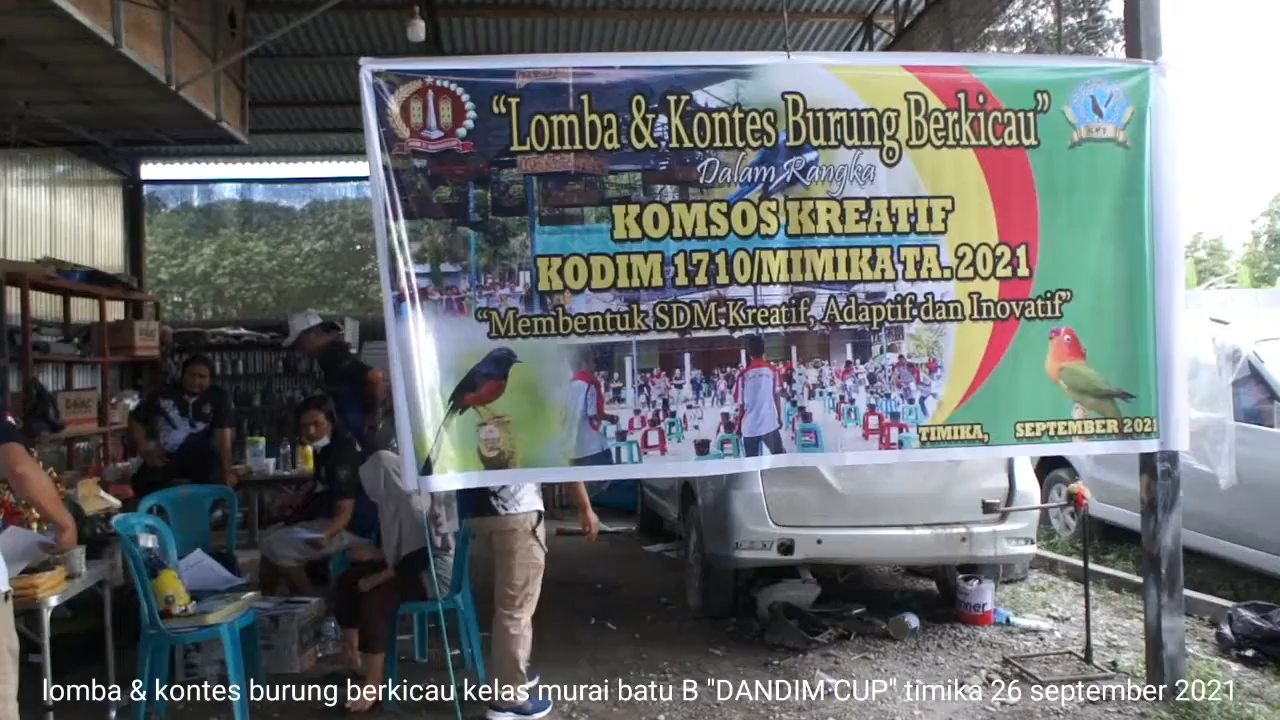 "Lomba & Kontes Burung Berkicau"
Dalam Rangka
KOMSOS KREATIF
KODIM 1710/MIMIKA TA. 2021
"Membentuk SDM Kreatif, Adaptif dan Inovatif"
TIMIKA, SEPTEMBER 2021
lomba & kontes burung berkicau kelas murai batu B "DANDIM CUP" timika 26 september 2021